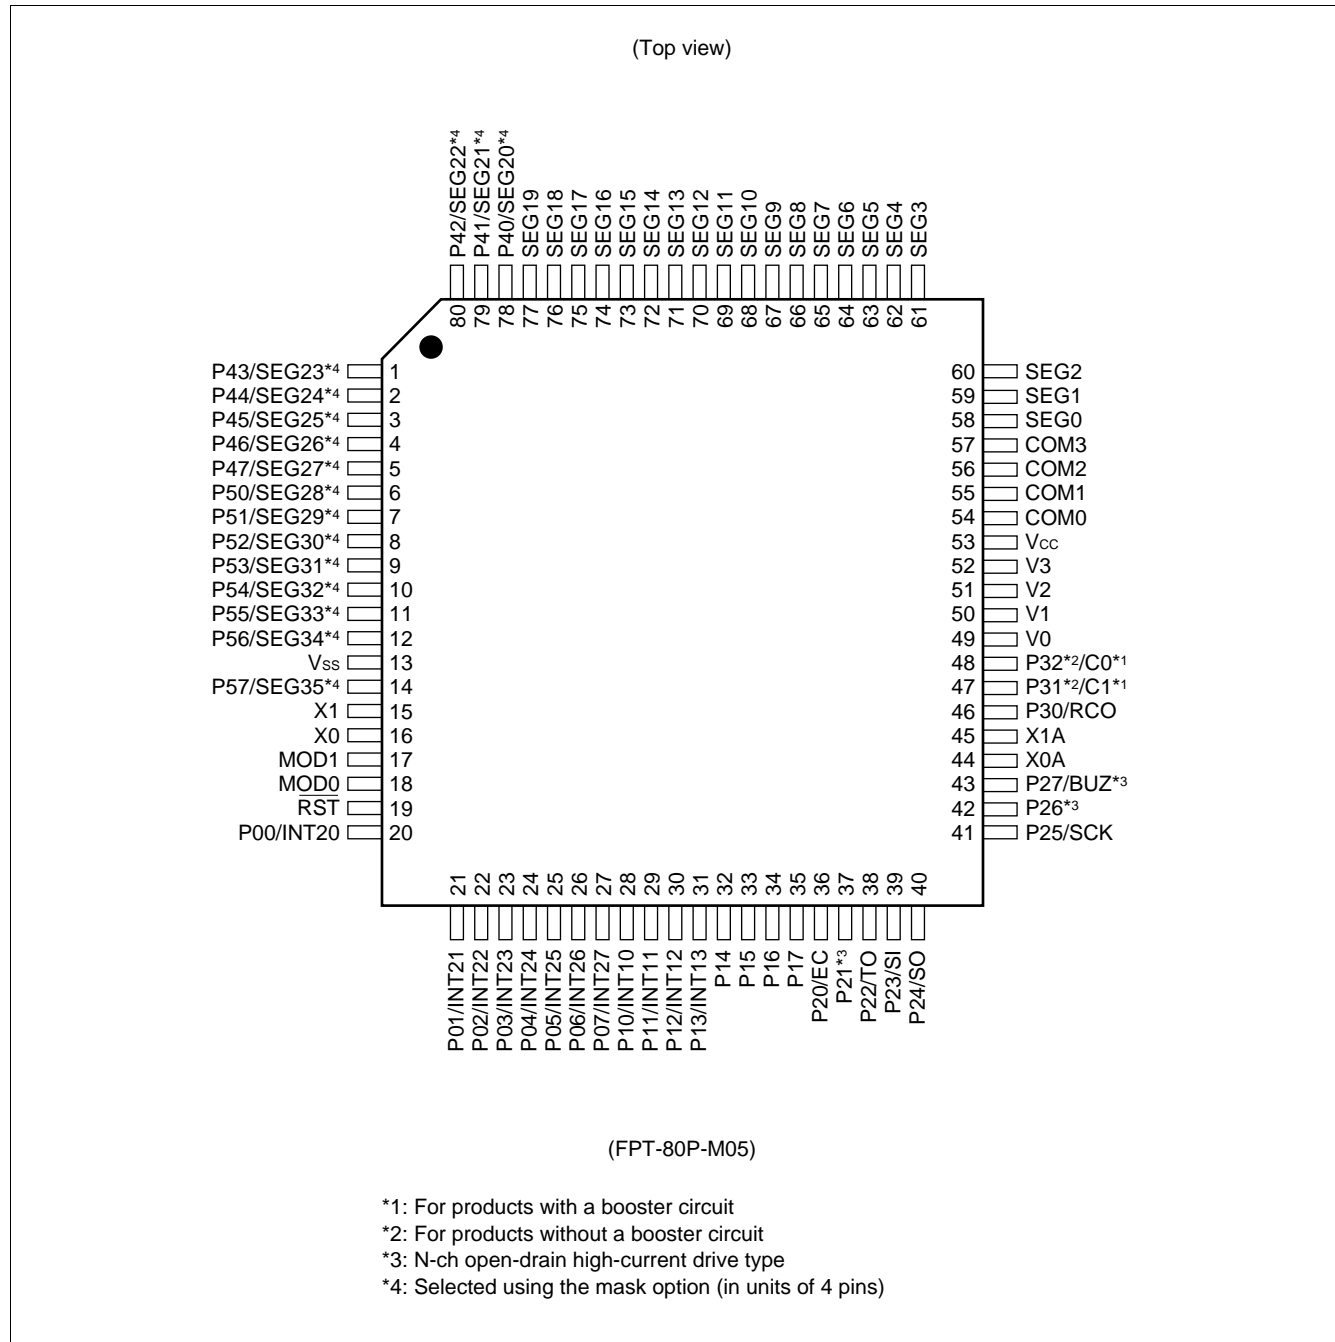 (Top view)
P42/SEG22*4
P41/SEG21*4
P40/SEG20*4
SEG19
SEG18
SEG17
SEG16
SEG15
SEG14
SEG13
SEG12
SEG11
SEG10
SEG9
SEG8
SEG7
SEG6
SEG5
SEG4
SEG3
80
79
78
77
76
75
74
73
72
71
70
69
68
67
66
65
64
63
62
61
P43/SEG23*4 1
P44/SEG24*4 2
P45/SEG25*4 3
P46/SEG26*4 4
P47/SEG27*4 5
P50/SEG28*4 6
P51/SEG29*4 7
P52/SEG30*4 8
P53/SEG31*4 9
P54/SEG32*4 10
P55/SEG33*4 11
P56/SEG34*4 12
VSS 13
P57/SEG35*4 14
X1 15
X0 16
MOD1 17
MOD0 18
RST 19
P00/INT20 20
60 SEG2
59 SEG1
58 SEG0
57 COM3
56 COM2
55 COM1
54 COM0
53 VCC
52 V3
51 V2
50 V1
49 V0
48 P32*2/C0*1
47 P31*2/C1*1
46 P30/RCO
45 X1A
44 X0A
43 P27/BUZ*3
42 P26*3
41 P25/SCK
21
22
23
24
25
26
27
28
29
30
31
32
33
34
35
36
37
38
39
40
P01/INT21
P02/INT22
P03/INT23
P04/INT24
P05/INT25
P06/INT26
P07/INT27
P10/INT10
P11/INT11
P12/INT12
P13/INT13
P14
P15
P16
P17
P20/EC
P21*3
P22/TO
P23/SI
P24/SO
(FPT-80P-M05)
*1: For products with a booster circuit
*2: For products without a booster circuit
*3: N-ch open-drain high-current drive type
*4: Selected using the mask option (in units of 4 pins)